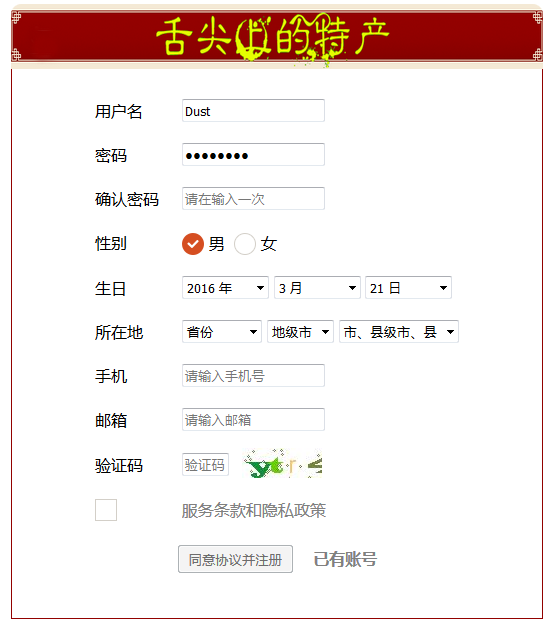 舌尖上的特产
用户名 Dust
密码 ●●●●●●●●
确认密码 请在输入一次
性别 男 女
生日 2016 年 3 月 21 日
所在地 省份 地级市 市、县级市、县
手机 请输入手机号
邮箱 请输入邮箱
验证码 验证码
服务条款和隐私政策
同意协议并注册 已有账号